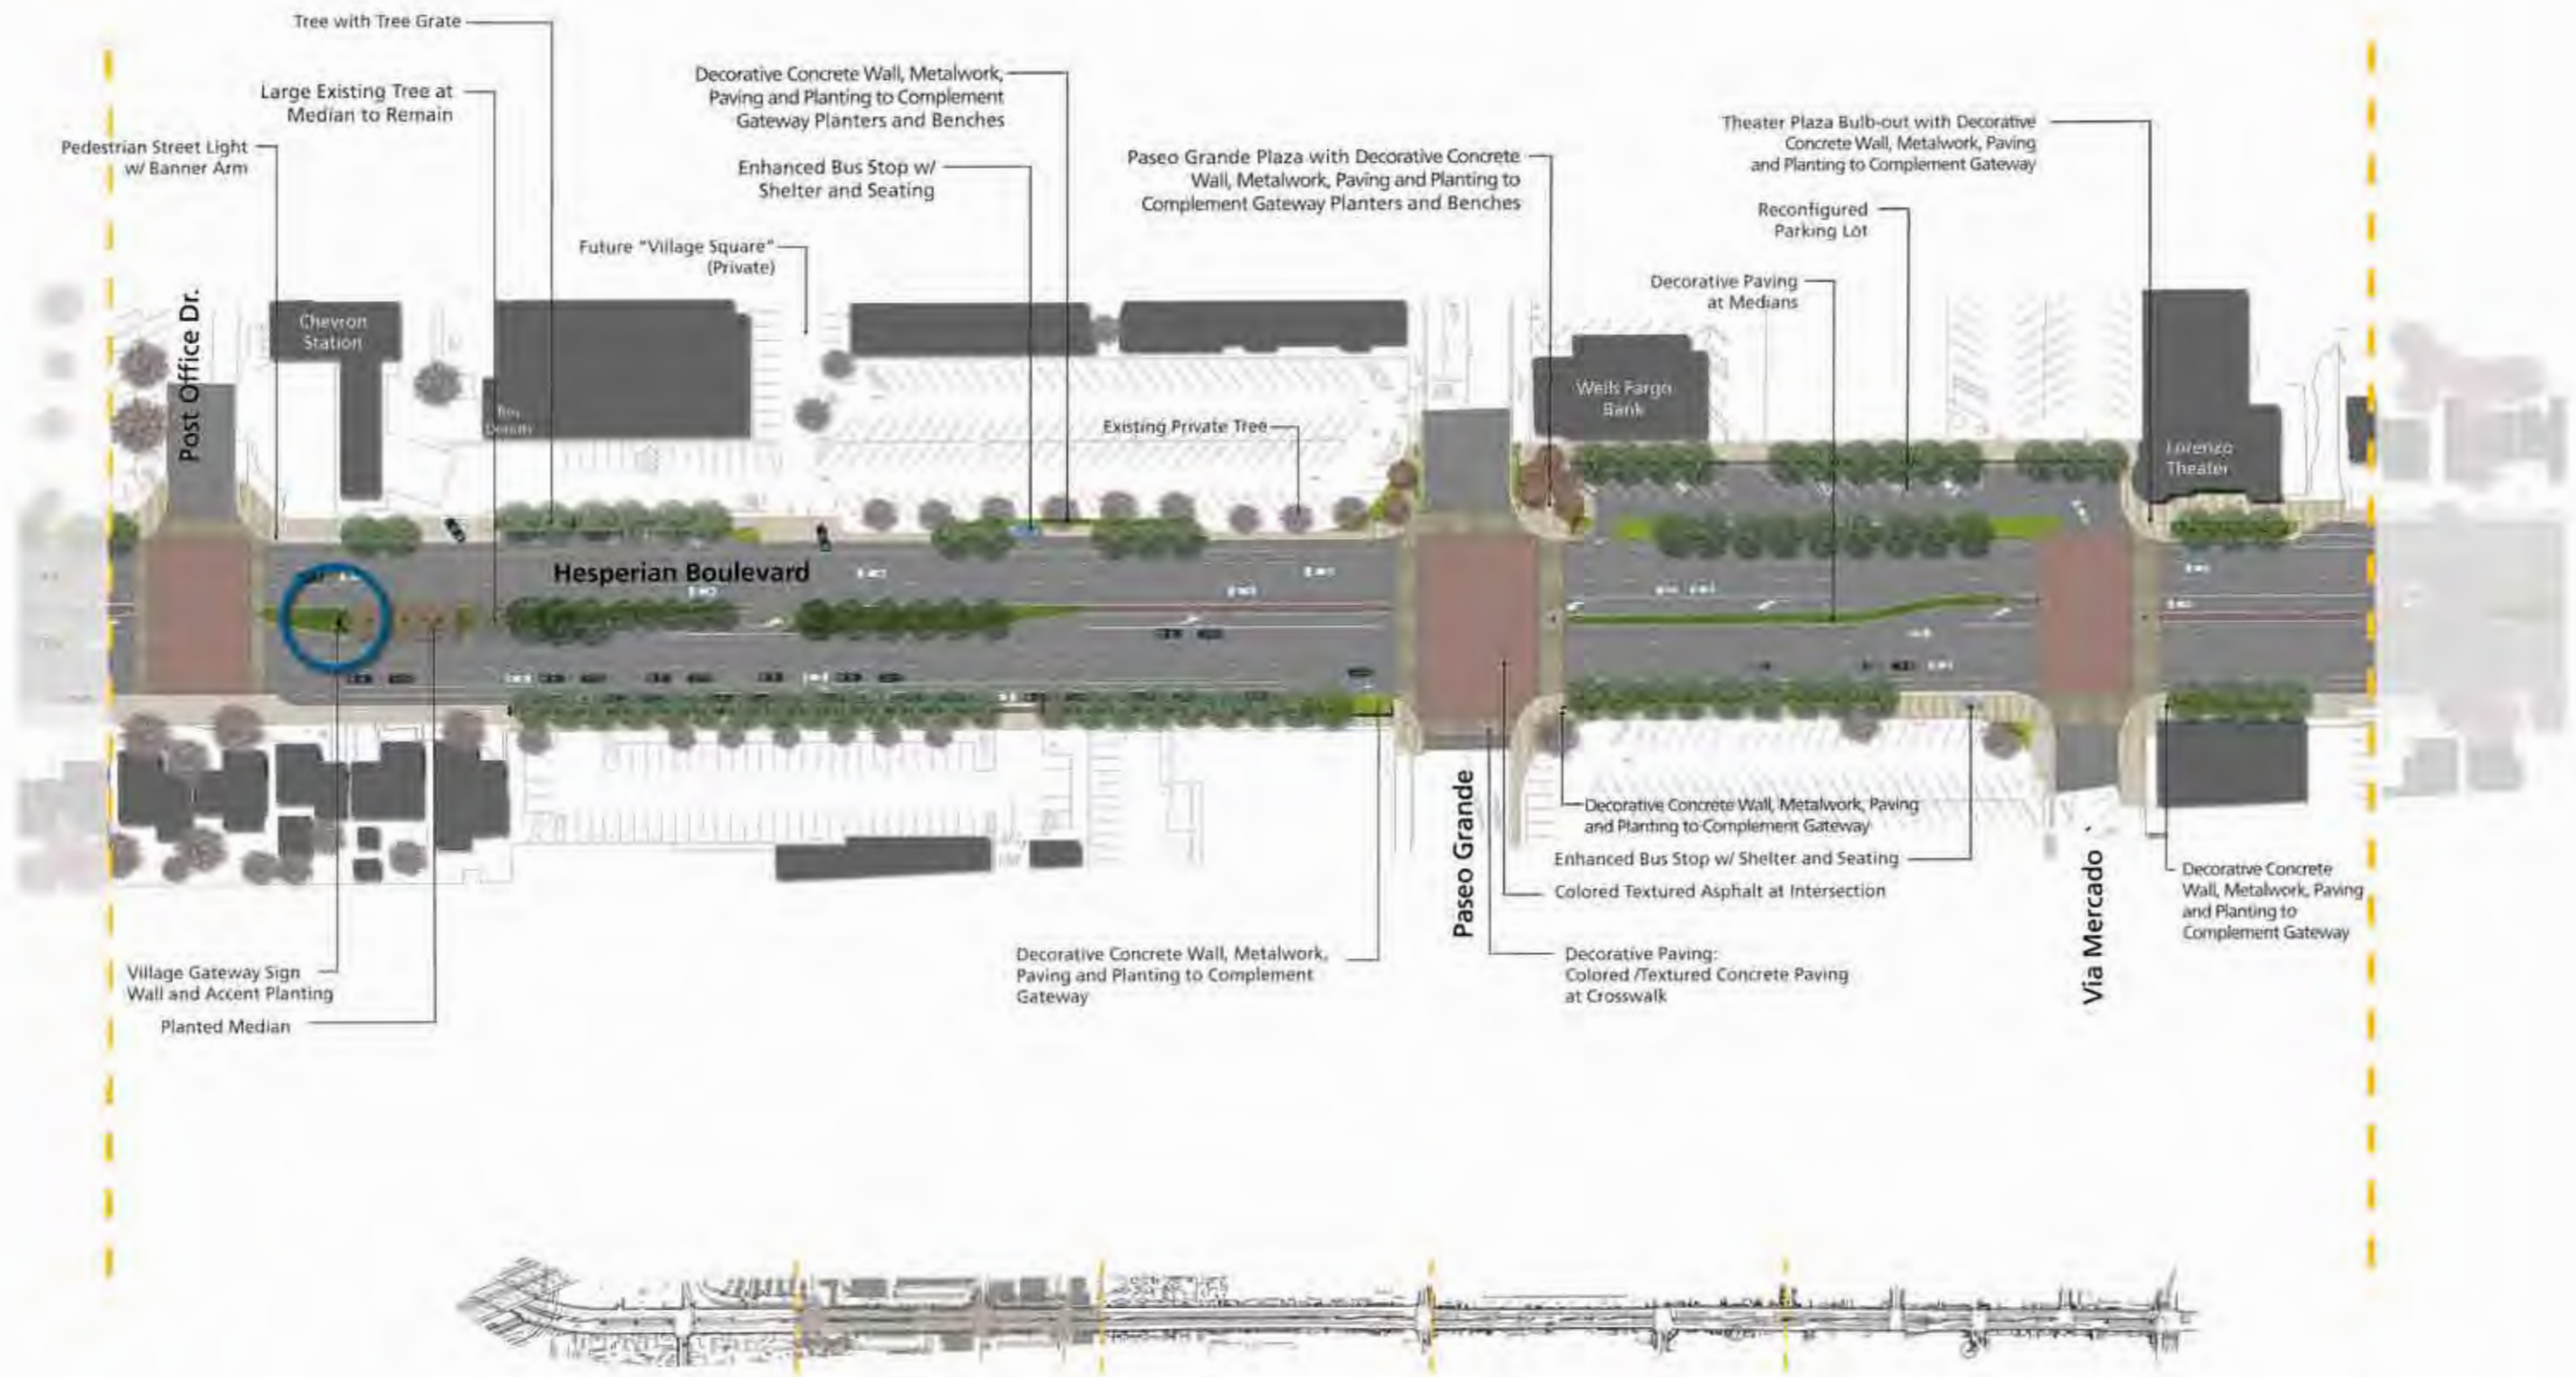 Tree with Tree Grate
Large Existing Tree at
Median to Remain
Pedestrian Street Light
w/ Banner Arm
Decorative Concrete Wall, Metalwork,
Paving and Planting to Complement
Gateway Planters and Benches
Enhanced Bus Stop w/
Shelter and Seating
Future "Village Square"
(Private)
Paseo Grande Plaza with Decorative Concrete
Wall, Metalwork, Paving and Planting to
Complement Gateway Planters and Benches
Theater Plaza Bulb-out with Decorative
Concrete Wall, Metalwork, Paving
and Planting to Complement Gateway
Reconfigured
Parking Lot
Decorative Paving
at Medians
Post Office Dr.
Chevron
Station
Existing Private Tree
Wells Fargo
Bank
Lorenzo
Theater
Hesperian Boulevard
Paseo Grande
Via Mercado
Decorative Concrete Wall, Metalwork, Paving
and Planting to Complement Gateway
Enhanced Bus Stop w/ Shelter and Seating
Colored Textured Asphalt at Intersection
Decorative Paving:
Colored /Textured Concrete Paving
at Crosswalk
Decorative Concrete
Wall, Metalwork, Paving
and Planting to
Complement Gateway
Decorative Concrete Wall, Metalwork,
Paving and Planting to Complement
Gateway
Village Gateway Sign
Wall and Accent Planting
Planted Median